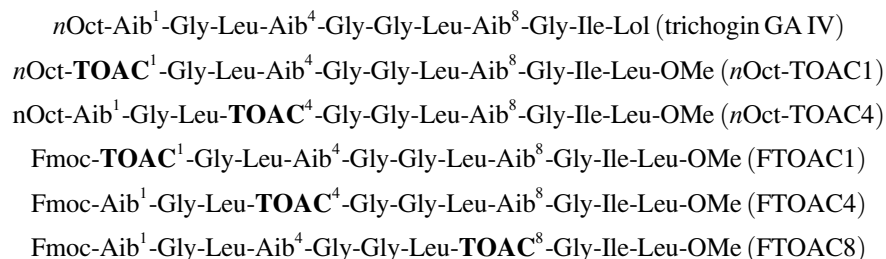 nOct-Aib¹-Gly-Leu-Aib⁴-Gly-Gly-Leu-Aib⁸-Gly-Ile-Lol (trichogin GA IV)
nOct-TOAC¹-Gly-Leu-Aib⁴-Gly-Gly-Leu-Aib⁸-Gly-Ile-Leu-OMe (nOct-TOAC1)
nOct-Aib¹-Gly-Leu-TOAC⁴-Gly-Gly-Leu-Aib⁸-Gly-Ile-Leu-OMe (nOct-TOAC4)
Fmoc-TOAC¹-Gly-Leu-Aib⁴-Gly-Gly-Leu-Aib⁸-Gly-Ile-Leu-OMe (FTOAC1)
Fmoc-Aib¹-Gly-Leu-TOAC⁴-Gly-Gly-Leu-Aib⁸-Gly-Ile-Leu-OMe (FTOAC4)
Fmoc-Aib¹-Gly-Leu-Aib⁴-Gly-Gly-Leu-TOAC⁸-Gly-Ile-Leu-OMe (FTOAC8)